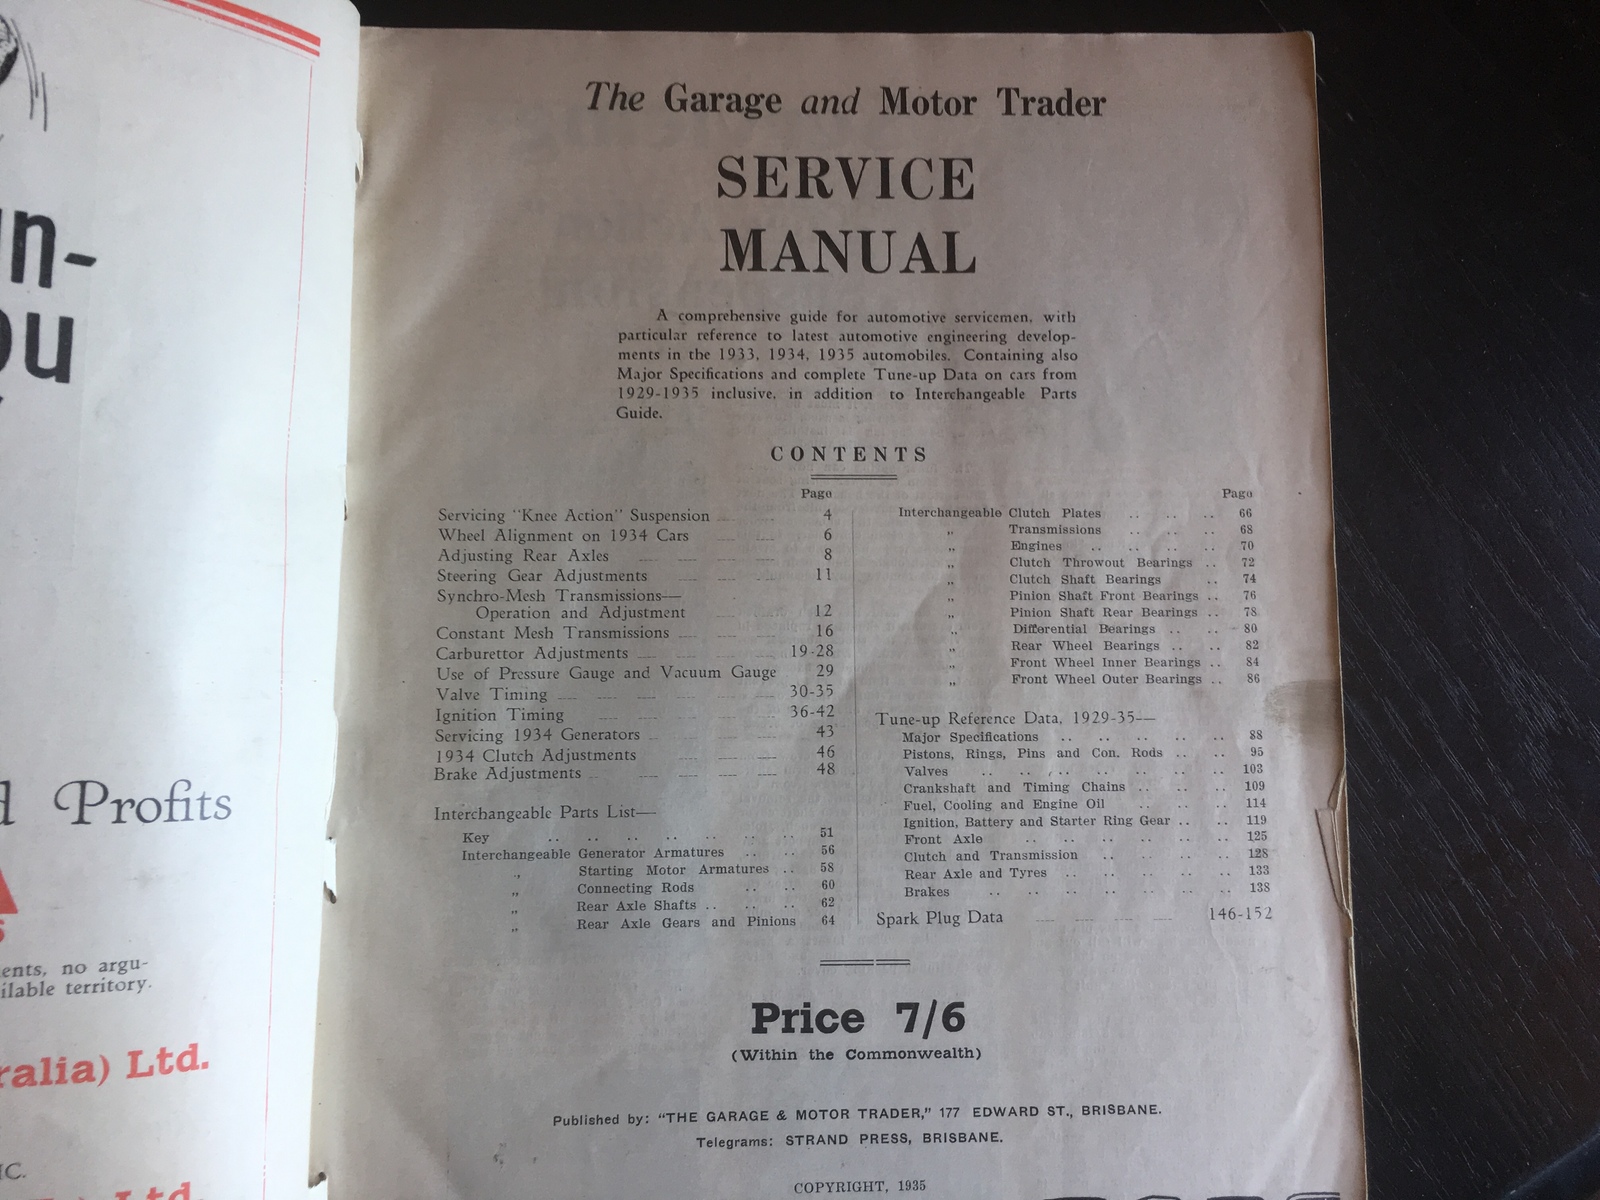 n-
ou
d Profits
S
ents, no argu-
ilable territory.
ralia) Ltd.
NC.
Ltd.
The Garage and Motor Trader
SERVICE
MANUAL
A comprehensive guide for automotive servicemen, with
particular reference to latest automotive engineering develop-
ments in the 1933, 1934, 1935 automobiles. Containing also
Major Specifications and complete Tune-up Data on cars from
1929-1935 inclusive, in addition to Interchangeable Parts
Guide.
CONTENTS
Page
Servicing "Knee Action" Suspension 4
Wheel Alignment on 1934 Cars 6
Adjusting Rear Axles 8
Steering Gear Adjustments 11
Synchro-Mesh Transmissions—
Operation and Adjustment 12
Constant Mesh Transmissions 16
Carburettor Adjustments 19-28
Use of Pressure Gauge and Vacuum Gauge 29
Valve Timing 30-35
Ignition Timing 36-42
Servicing 1934 Generators 43
1934 Clutch Adjustments 46
Brake Adjustments 48
Interchangeable Parts List—
Key .. .. .. .. .. .. .. 51
Interchangeable Generator Armatures .. .. 56
,, Starting Motor Armatures .. 58
,, Connecting Rods .. .. 60
,, Rear Axle Shafts .. .. .. 62
,, Rear Axle Gears and Pinions 64
Page
Interchangeable Clutch Plates .. .. .. 66
,, Transmissions .. .. .. 68
,, Engines .. .. .. .. 70
,, Clutch Throwout Bearings .. 72
,, Clutch Shaft Bearings .. 74
,, Pinion Shaft Front Bearings .. 76
,, Pinion Shaft Rear Bearings .. 78
,, Differential Bearings .. .. 80
,, Rear Wheel Bearings .. .. 82
,, Front Wheel Inner Bearings .. 84
,, Front Wheel Outer Bearings .. 86
Tune-up Reference Data, 1929-35—
Major Specifications .. .. .. .. .. 88
Pistons, Rings, Pins and Con. Rods .. .. 95
Valves .. .. .. .. .. .. .. 103
Crankshaft and Timing Chains .. .. .. 109
Fuel, Cooling and Engine Oil .. .. .. 114
Ignition, Battery and Starter Ring Gear .. .. 119
Front Axle .. .. .. .. .. .. 125
Clutch and Transmission .. .. .. .. 128
Rear Axle and Tyres .. .. .. .. .. 133
Brakes .. .. .. .. .. .. .. 138
Spark Plug Data 146-152
Price 7/6
(Within the Commonwealth)
Published by: "THE GARAGE & MOTOR TRADER," 177 EDWARD ST., BRISBANE.
Telegrams: STRAND PRESS, BRISBANE.
COPYRIGHT, 1935